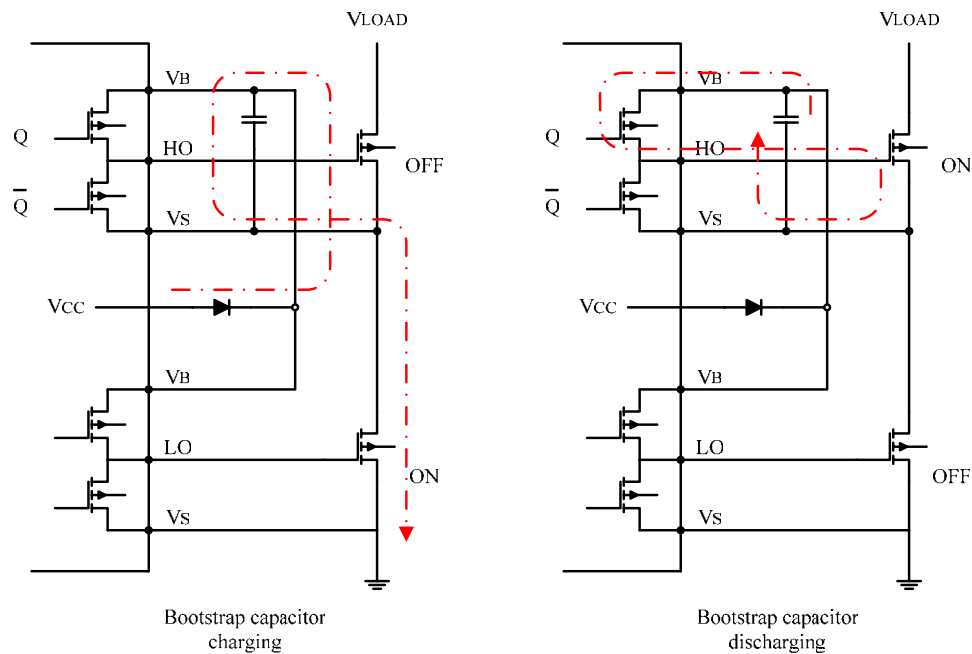 VLOAD
VB
Q
HO
OFF
Q
VS
VCC
VB
LO
ON
VS
Bootstrap capacitor
charging
VLOAD
VB
Q
HO
ON
Q
VS
VCC
VB
LO
OFF
VS
Bootstrap capacitor
discharging